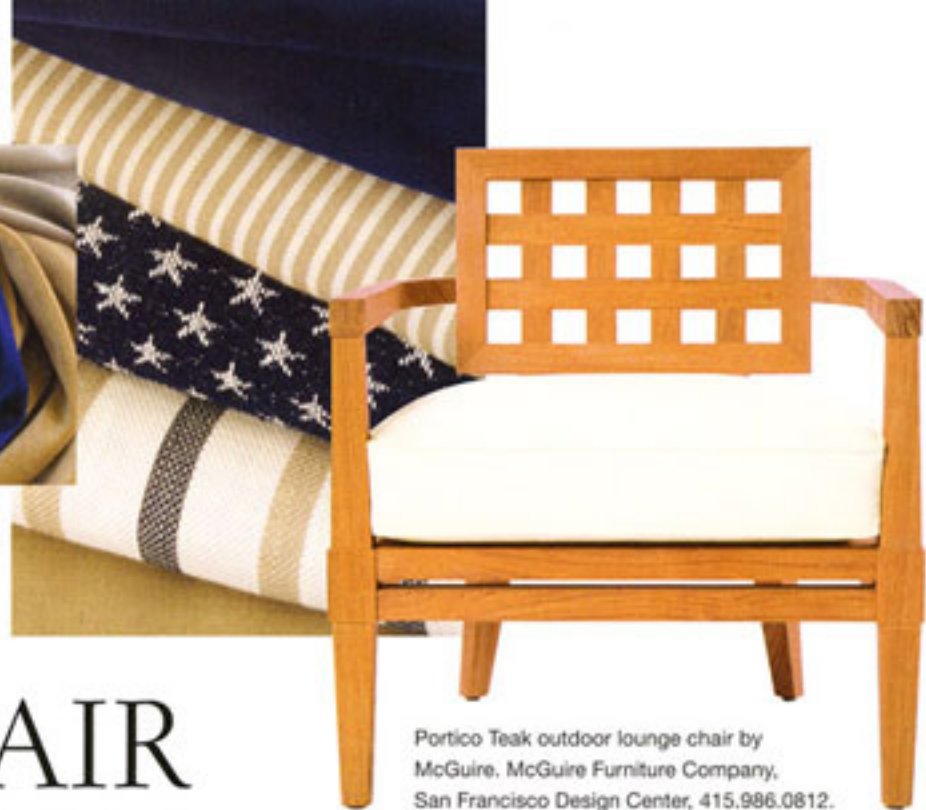 AIR
Portico Teak outdoor lounge chair by
McGuire. McGuire Furniture Company,
San Francisco Design Center, 415.986.0812.